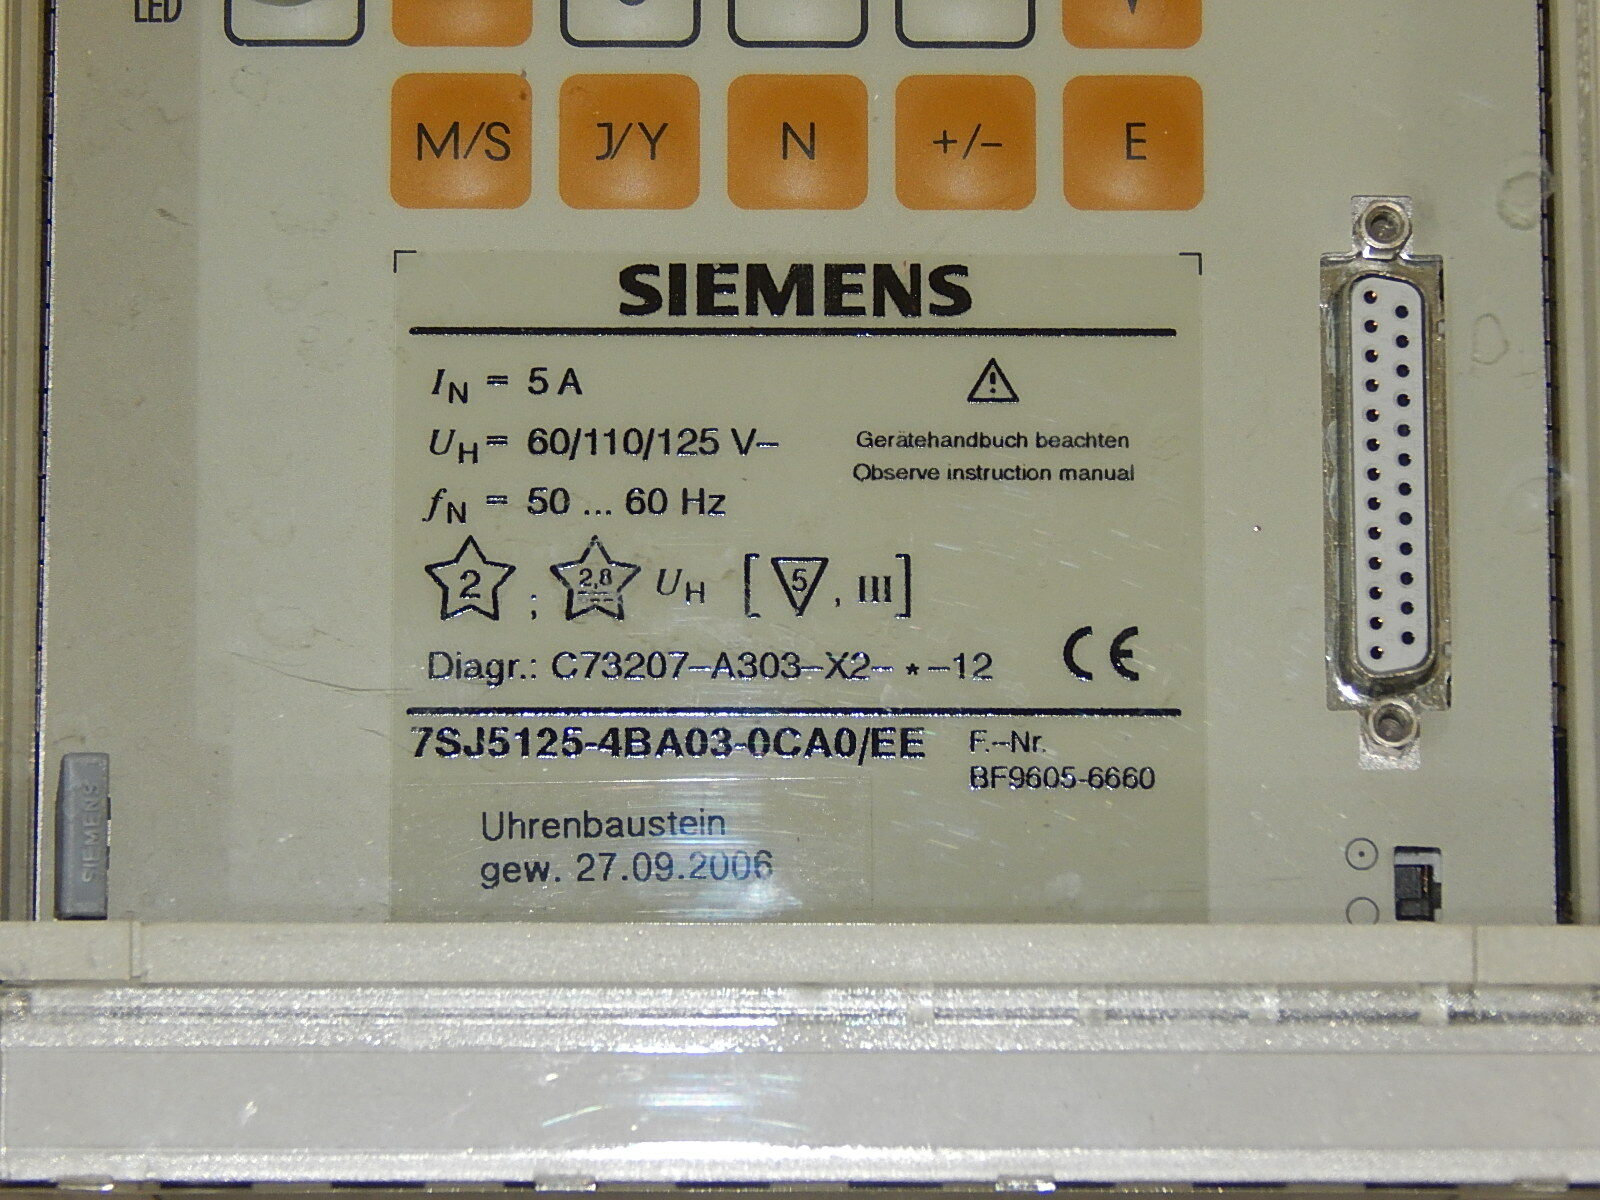 LED
M/S J/Y N +/- E
SIEMENS
IN = 5 A
UH = 60/110/125 V–
Gerätehandbuch beachten
Observe instruction manual
fN = 50 ... 60 Hz
2 ; 2,8 UH [ 5 , III ]
Diagr.: C73207–A303–X2– * –12 CE
7SJ5125-4BA03-0CA0/EE F.–Nr.
BF9605-6660
Uhrenbaustein
gew. 27.09.2006
SIEMENS